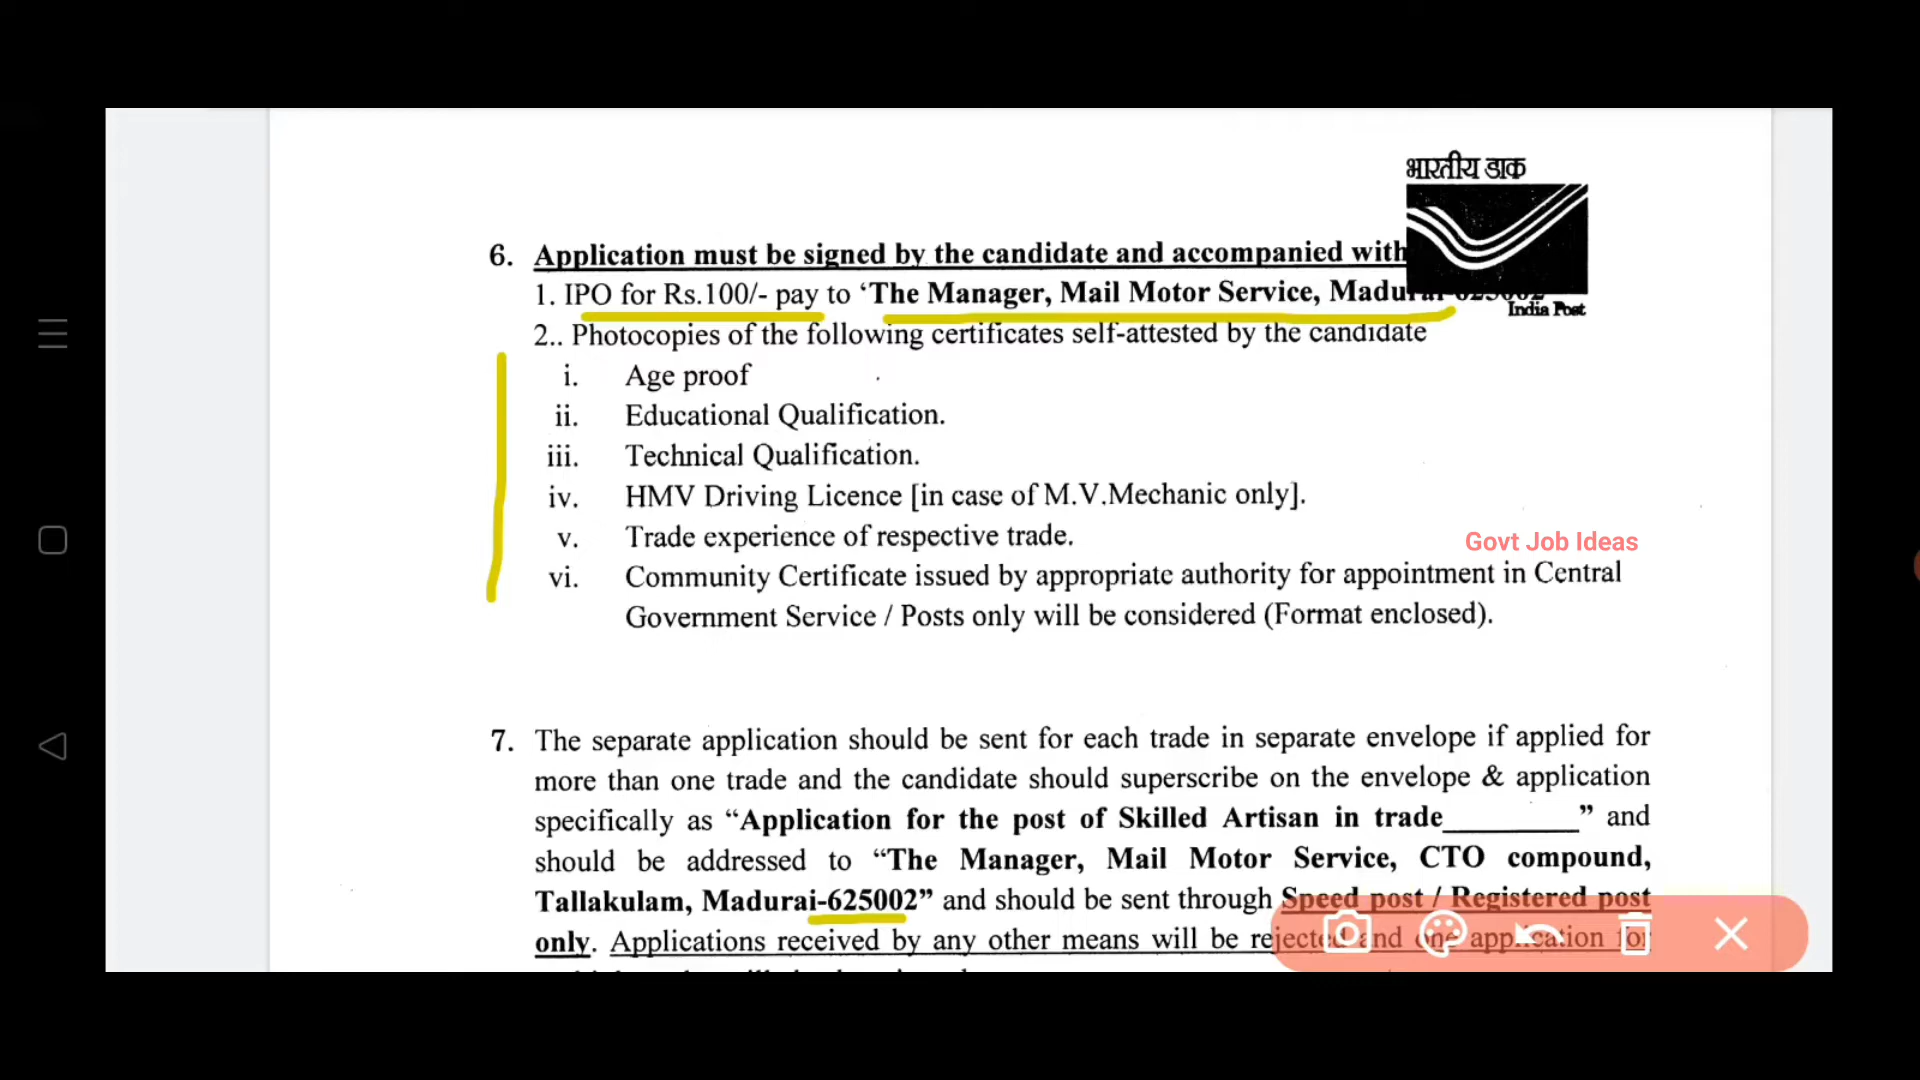 भारतीय डाक
6. Application must be signed by the candidate and accompanied with
1. IPO for Rs.100/- pay to ‘The Manager, Mail Motor Service, Madurai-625002
India Post
2.. Photocopies of the following certificates self-attested by the candidate
i. Age proof
ii. Educational Qualification.
iii. Technical Qualification.
iv. HMV Driving Licence [in case of M.V.Mechanic only].
v. Trade experience of respective trade.
Govt Job Ideas
vi. Community Certificate issued by appropriate authority for appointment in Central
Government Service / Posts only will be considered (Format enclosed).
7. The separate application should be sent for each trade in separate envelope if applied for
more than one trade and the candidate should superscribe on the envelope & application
specifically as “Application for the post of Skilled Artisan in trade_________” and
should be addressed to “The Manager, Mail Motor Service, CTO compound,
Tallakulam, Madurai-625002” and should be sent through Speed post / Registered post
only. Applications received by any other means will be rejected and one application for